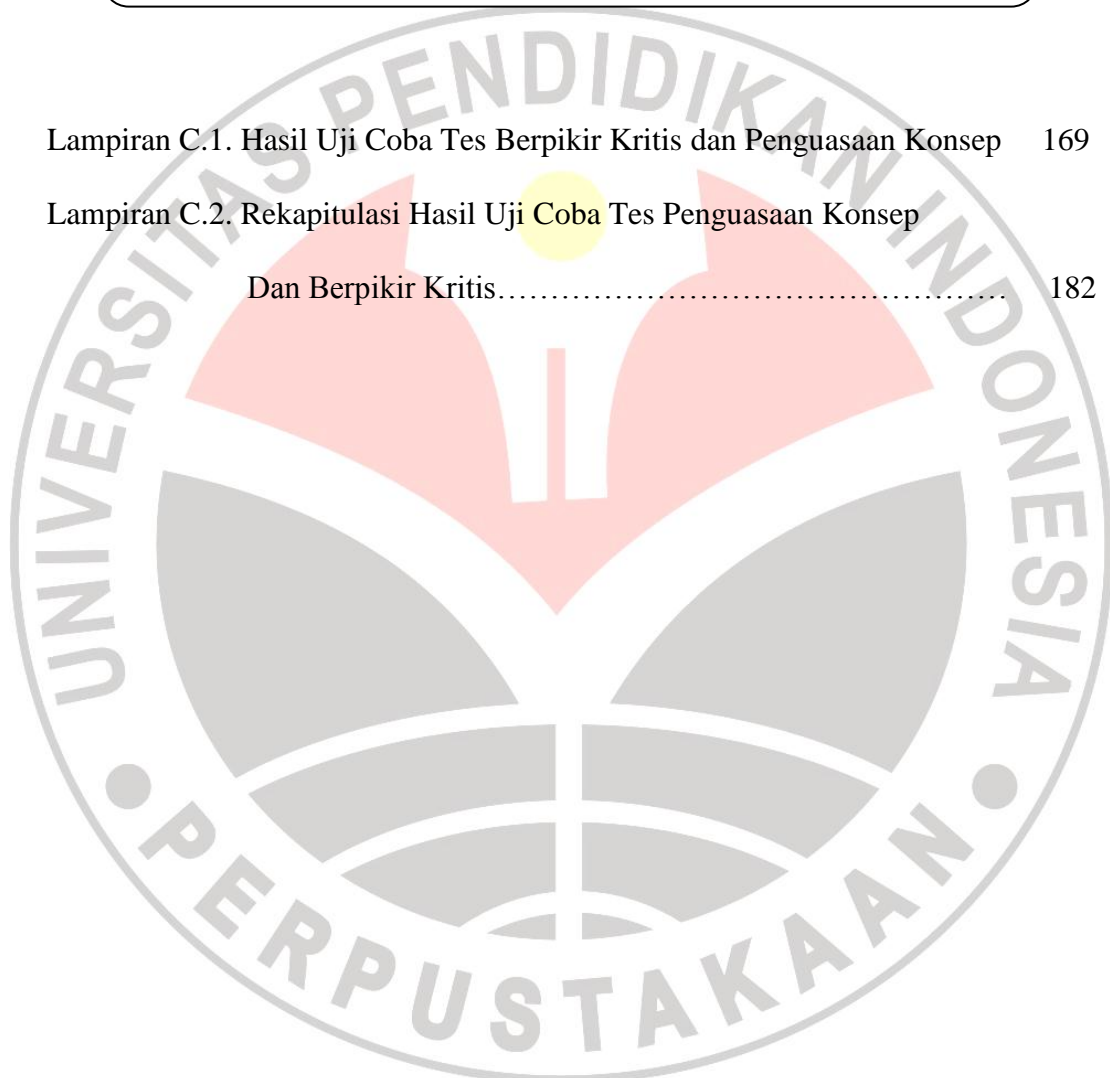 UNIVERSITAS PENDIDIKAN INDONESIA
Lampiran C.1. Hasil Uji Coba Tes Berpikir Kritis dan Penguasaan Konsep 169
Lampiran C.2. Rekapitulasi Hasil Uji Coba Tes Penguasaan Konsep
Dan Berpikir Kritis………………………………………… 182
PERPUSTAKAAN